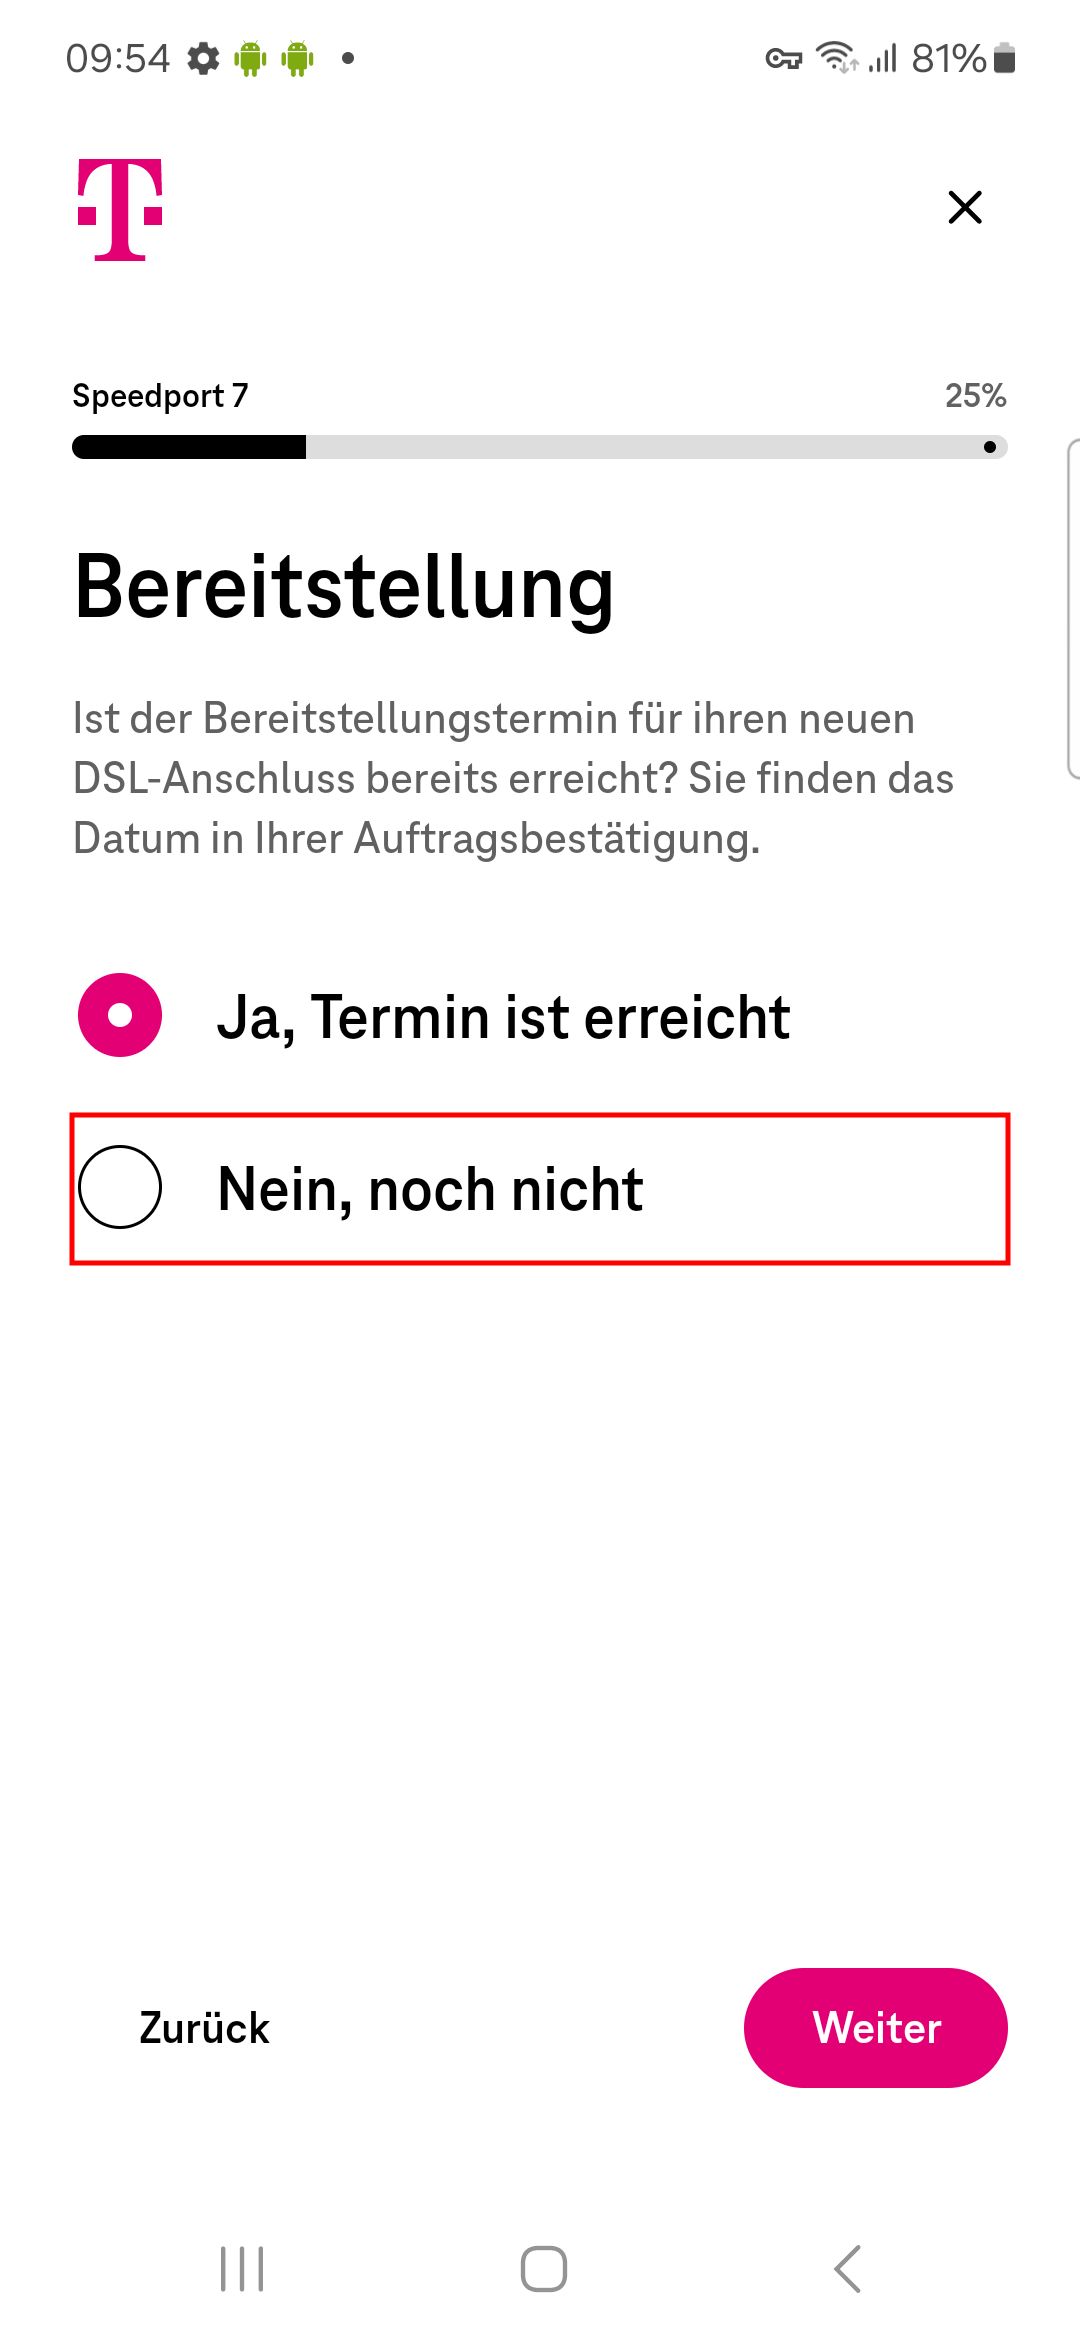 09:54
81%
T
Speedport 7
25%
Bereitstellung
Ist der Bereitstellungstermin für ihren neuen
DSL-Anschluss bereits erreicht? Sie finden das
Datum in Ihrer Auftragsbestätigung.
Ja, Termin ist erreicht
Nein, noch nicht
Zurück
Weiter